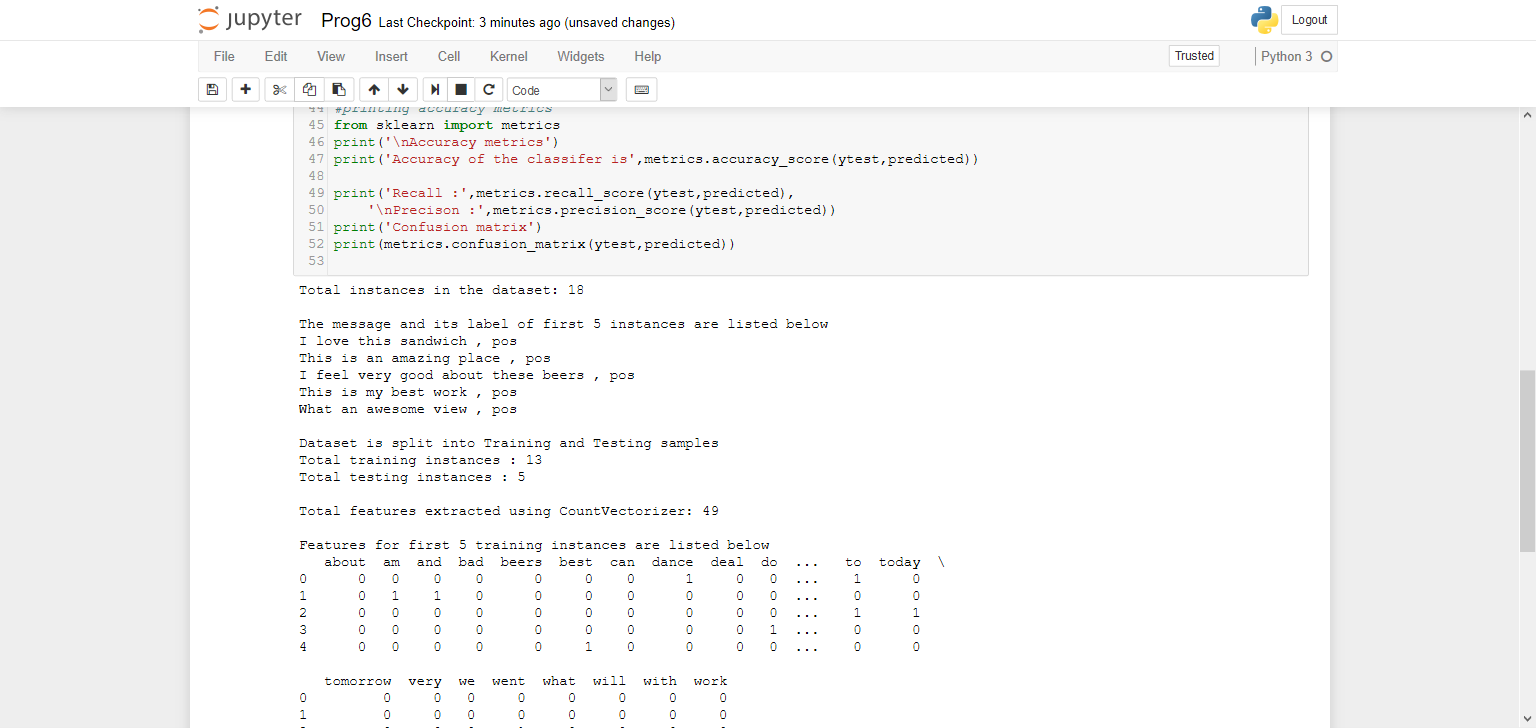 jupyter Prog6 Last Checkpoint: 3 minutes ago (unsaved changes) Logout
File Edit View Insert Cell Kernel Widgets Help Trusted Python 3
Code
44 #printing accuracy metrics
45 from sklearn import metrics
46 print('\nAccuracy metrics')
47 print('Accuracy of the classifer is',metrics.accuracy_score(ytest,predicted))
48
49 print('Recall :',metrics.recall_score(ytest,predicted),
50     '\nPrecison :',metrics.precision_score(ytest,predicted))
51 print('Confusion matrix')
52 print(metrics.confusion_matrix(ytest,predicted))
53
Total instances in the dataset: 18
The message and its label of first 5 instances are listed below
I love this sandwich , pos
This is an amazing place , pos
I feel very good about these beers , pos
This is my best work , pos
What an awesome view , pos
Dataset is split into Training and Testing samples
Total training instances : 13
Total testing instances : 5
Total features extracted using CountVectorizer: 49
Features for first 5 training instances are listed below
   about  am  and  bad  beers  best  can  dance  deal  do  ...   to  today  \
0      0   0    0    0      0     0    0      1     0   0  ...    1      0
1      0   1    1    0      0     0    0      0     0   0  ...    0      0
2      0   0    0    0      0     0    0      0     0   0  ...    1      1
3      0   0    0    0      0     0    0      0     0   1  ...    0      0
4      0   0    0    0      0     1    0      0     0   0  ...    0      0
   tomorrow  very  we  went  what  will  with  work
0         0     0   0     0     0     0     0     0
1         0     0   0     0     0     0     0     0